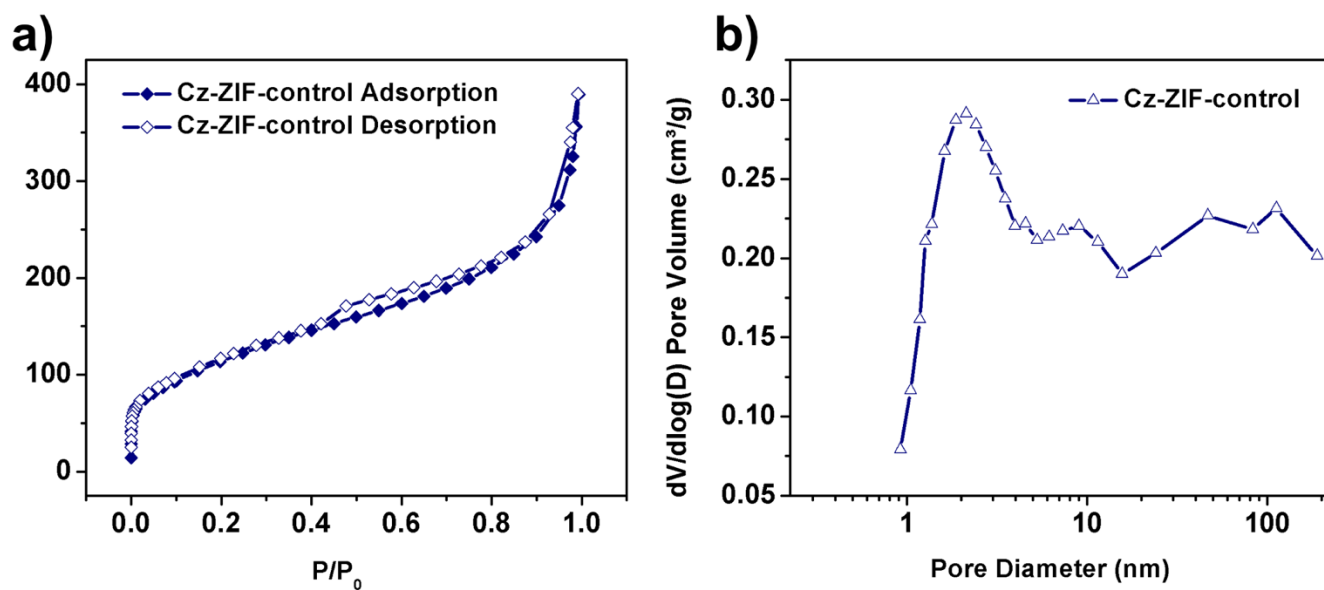 a)
Cz-ZIF-control Adsorption
Cz-ZIF-control Desorption
400
300
200
100
0
0.0 0.2 0.4 0.6 0.8 1.0
P/P₀
b)
Cz-ZIF-control
dV/dlog(D) Pore Volume (cm³/g)
0.30
0.25
0.20
0.15
0.10
0.05
1 10 100
Pore Diameter (nm)